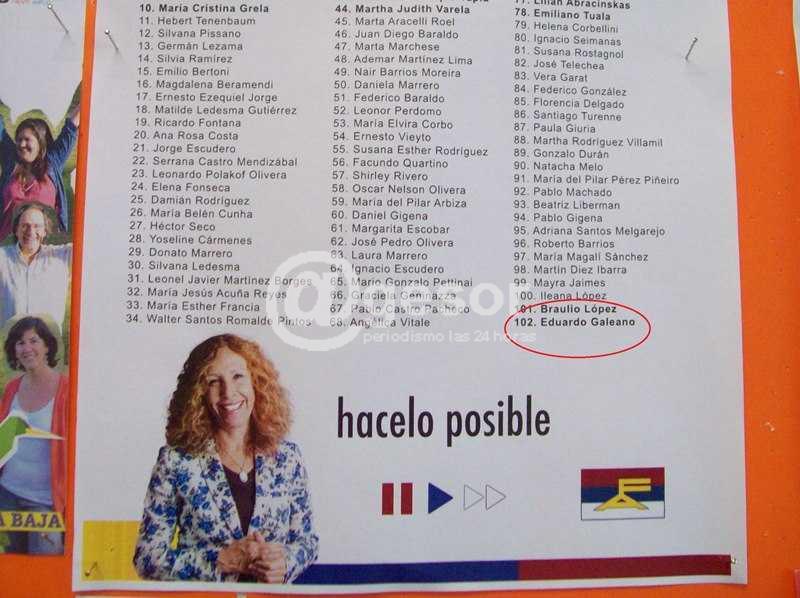 10. María Cristina Grela
11. Hebert Tenenbaum
12. Silvana Pissano
13. Germán Lezama
14. Silvia Ramírez
15. Emilio Bertoni
16. Magdalena Beramendi
17. Ernesto Ezequiel Jorge
18. Matilde Ledesma Gutiérrez
19. Ricardo Fontana
20. Ana Rosa Costa
21. Jorge Escudero
22. Serrana Castro Mendizábal
23. Leonardo Polakof Olivera
24. Elena Fonseca
25. Damián Rodríguez
26. María Belén Cunha
27. Héctor Seco
28. Yoseline Cármenes
29. Donato Marrero
30. Silvana Ledesma
31. Leonel Javier Martínez Borges
32. María Jesús Acuña Reyes
33. María Esther Francia
34. Walter Santos Romalde Pintos
44. Martha Judith Varela
45. Marta Aracelli Roel
46. Juan Diego Baraldo
47. Marta Marchese
48. Ademar Martínez Lima
49. Nair Barrios Moreira
50. Daniela Marrero
51. Federico Baraldo
52. Leonor Perdomo
53. María Elvira Corbo
54. Ernesto Vieyto
55. Susana Esther Rodríguez
56. Facundo Quartino
57. Shirley Rivero
58. Oscar Nelson Olivera
59. María del Pilar Arbiza
60. Daniel Gigena
61. Margarita Escobar
62. José Pedro Olivera
63. Laura Marrero
64. Ignacio Escudero
65. Mario Gonzalo Pettinai
66. Graciela Beninazza
67. Pablo Castro Pacheco
68. Angélica Vitale
77. Lilián Abracinskas
78. Emiliano Tuala
79. Helena Corbellini
80. Ignacio Seimanas
81. Susana Rostagnol
82. José Telechea
83. Vera Garat
84. Federico González
85. Florencia Delgado
86. Santiago Turenne
87. Paula Giuria
88. Martha Rodríguez Villamil
89. Gonzalo Durán
90. Natacha Melo
91. María del Pilar Pérez Piñeiro
92. Pablo Machado
93. Beatriz Liberman
94. Pablo Gigena
95. Adriana Santos Melgarejo
96. Roberto Barrios
97. María Magalí Sánchez
98. Martín Diez Ibarra
99. Mayra Jaimes
100. Ileana López
101. Braulio López
102. Eduardo Galeano
@gesor
periodismo las 24 horas
hacelo posible
FA
A BAJA